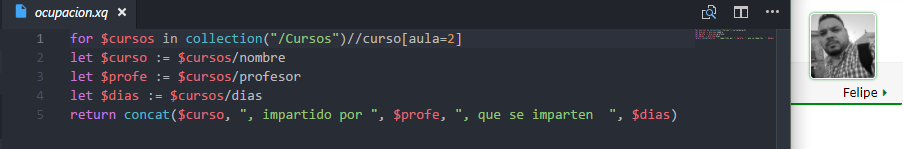 ocupacion.xq
1 for $cursos in collection("/Cursos")//curso[aula=2]
2 let $curso := $cursos/nombre
3 let $profe := $cursos/profesor
4 let $dias := $cursos/dias
5 return concat($curso, ", impartido por ", $profe, ", que se imparten  ", $dias)
Felipe